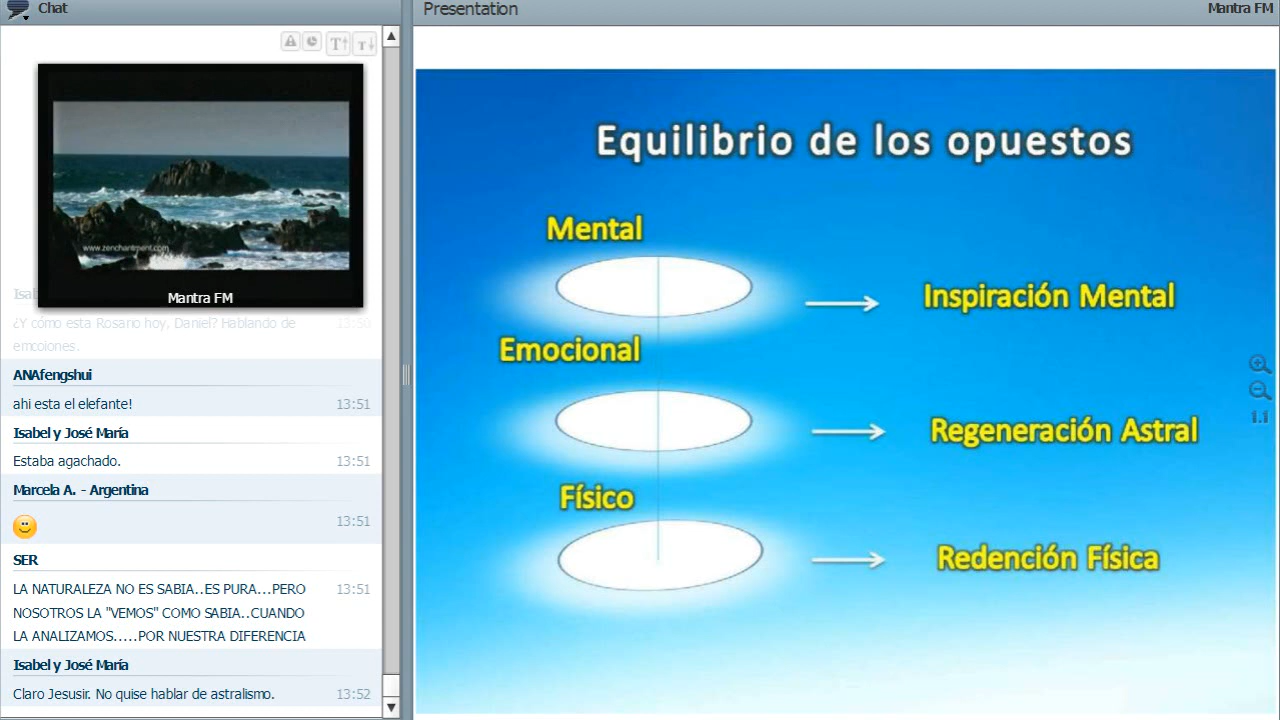 Chat
www.zenchantment.com
Mantra FM
¿Y cómo esta Rosario hoy, Daniel? Hablando de
13:50
emociones.
ANAfengshui
ahi esta el elefante!
13:51
Isabel y José María
Estaba agachado.
13:51
Marcela A. - Argentina
13:51
SER
LA NATURALEZA NO ES SABIA..ES PURA...PERO
13:51
NOSOTROS LA "VEMOS" COMO SABIA..CUANDO
LA ANALIZAMOS.....POR NUESTRA DIFERENCIA
Isabel y José María
Claro Jesusir. No quise hablar de astralismo.
13:52
Presentation
Mantra FM
Equilibrio de los opuestos
Mental
Inspiración Mental
Emocional
Regeneración Astral
Físico
Redención Física
1:1